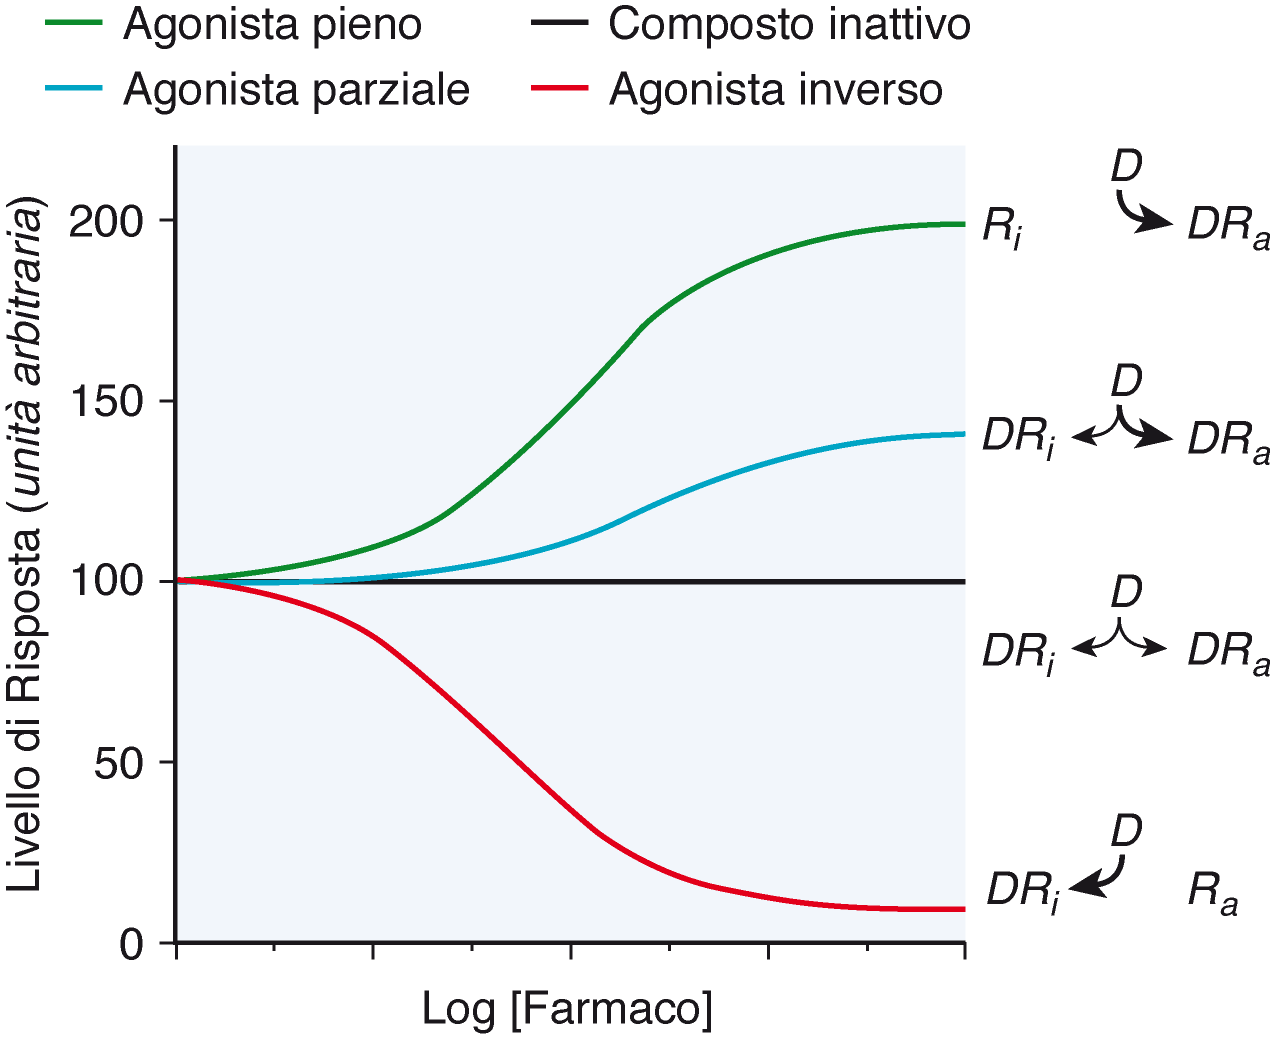 Agonista pieno
Composto inattivo
Agonista parziale
Agonista inverso
Livello di Risposta (unità arbitraria)
200
150
100
50
0
Log [Farmaco]
D
Ri
DRa
D
DRi
DRa
D
DRi
DRa
D
DRi
Ra